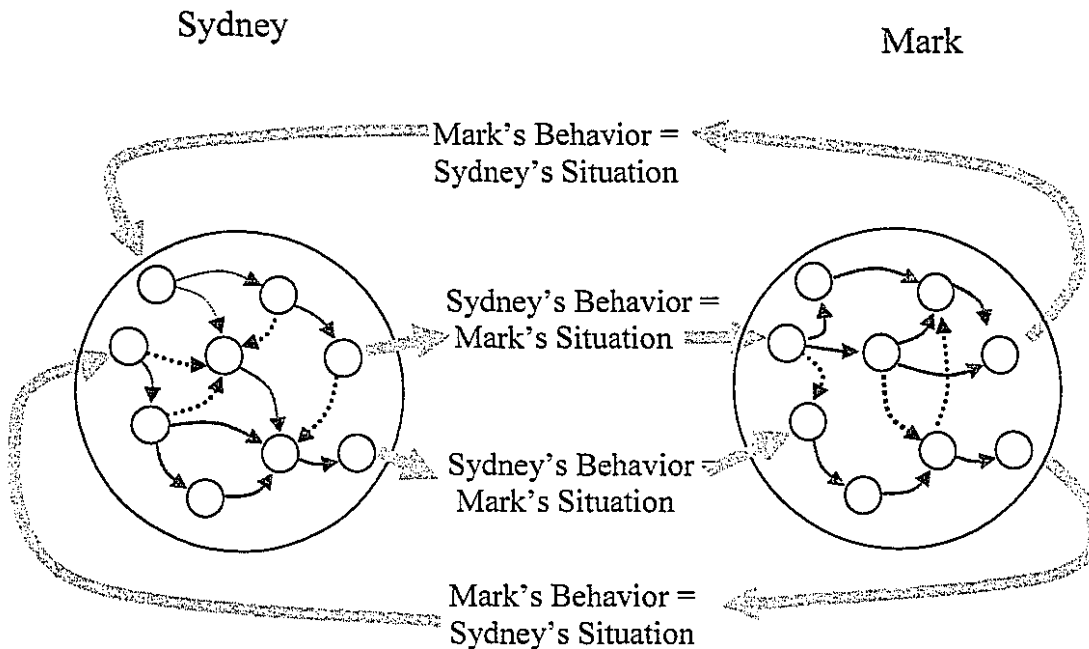 Sydney
Mark
Mark's Behavior =
Sydney's Situation
Sydney's Behavior =
Mark's Situation
Sydney's Behavior =
Mark's Situation
Mark's Behavior =
Sydney's Situation